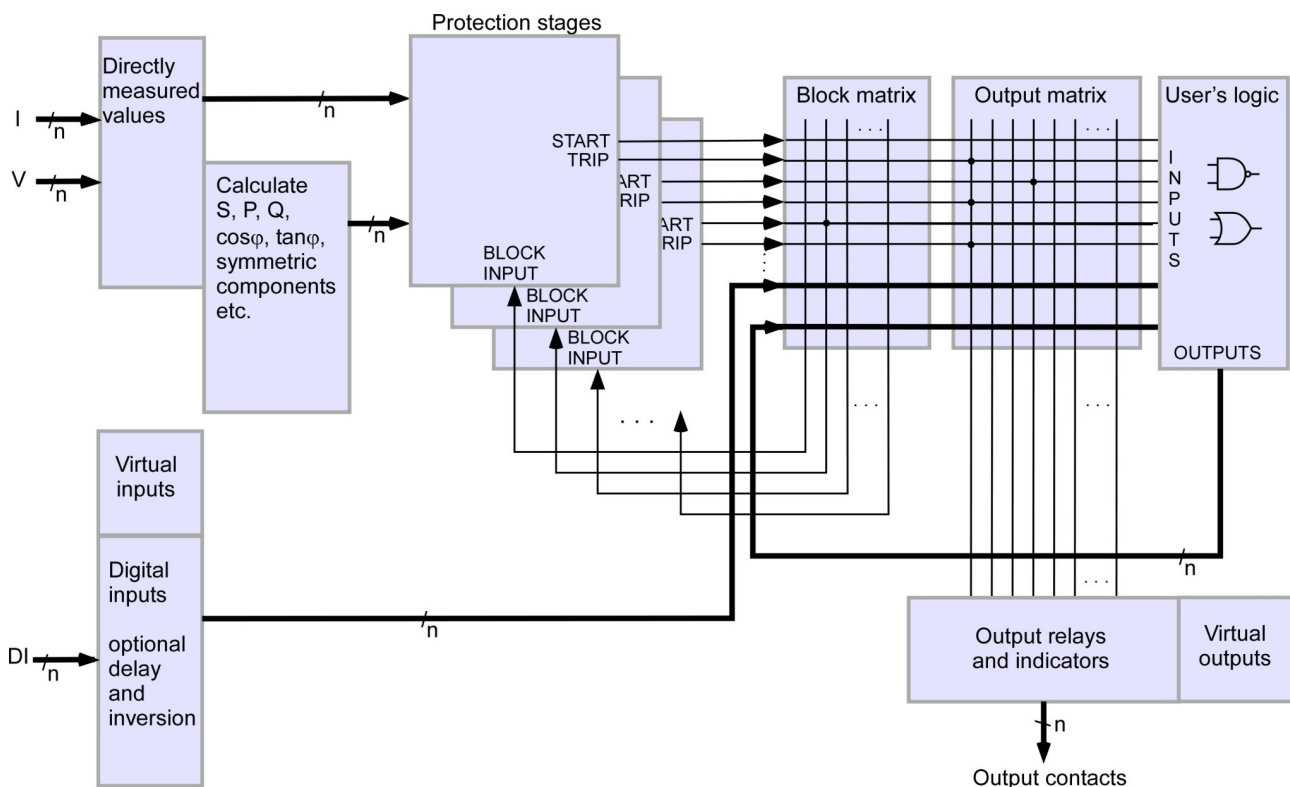 Protection stages
Directly
measured
values
I
n
V
n
n
Calculate
S, P, Q,
cosφ, tanφ,
symmetric
components
etc.
n
START
TRIP
ART
RIP
ART
RIP
BLOCK
INPUT
BLOCK
INPUT
BLOCK
INPUT
Block matrix
Output matrix
User's logic
I
N
P
U
T
S
OUTPUTS
Virtual
inputs
Digital
inputs
optional
delay
and
inversion
DI
n
n
n
Output relays
and indicators
Virtual
outputs
n
Output contacts